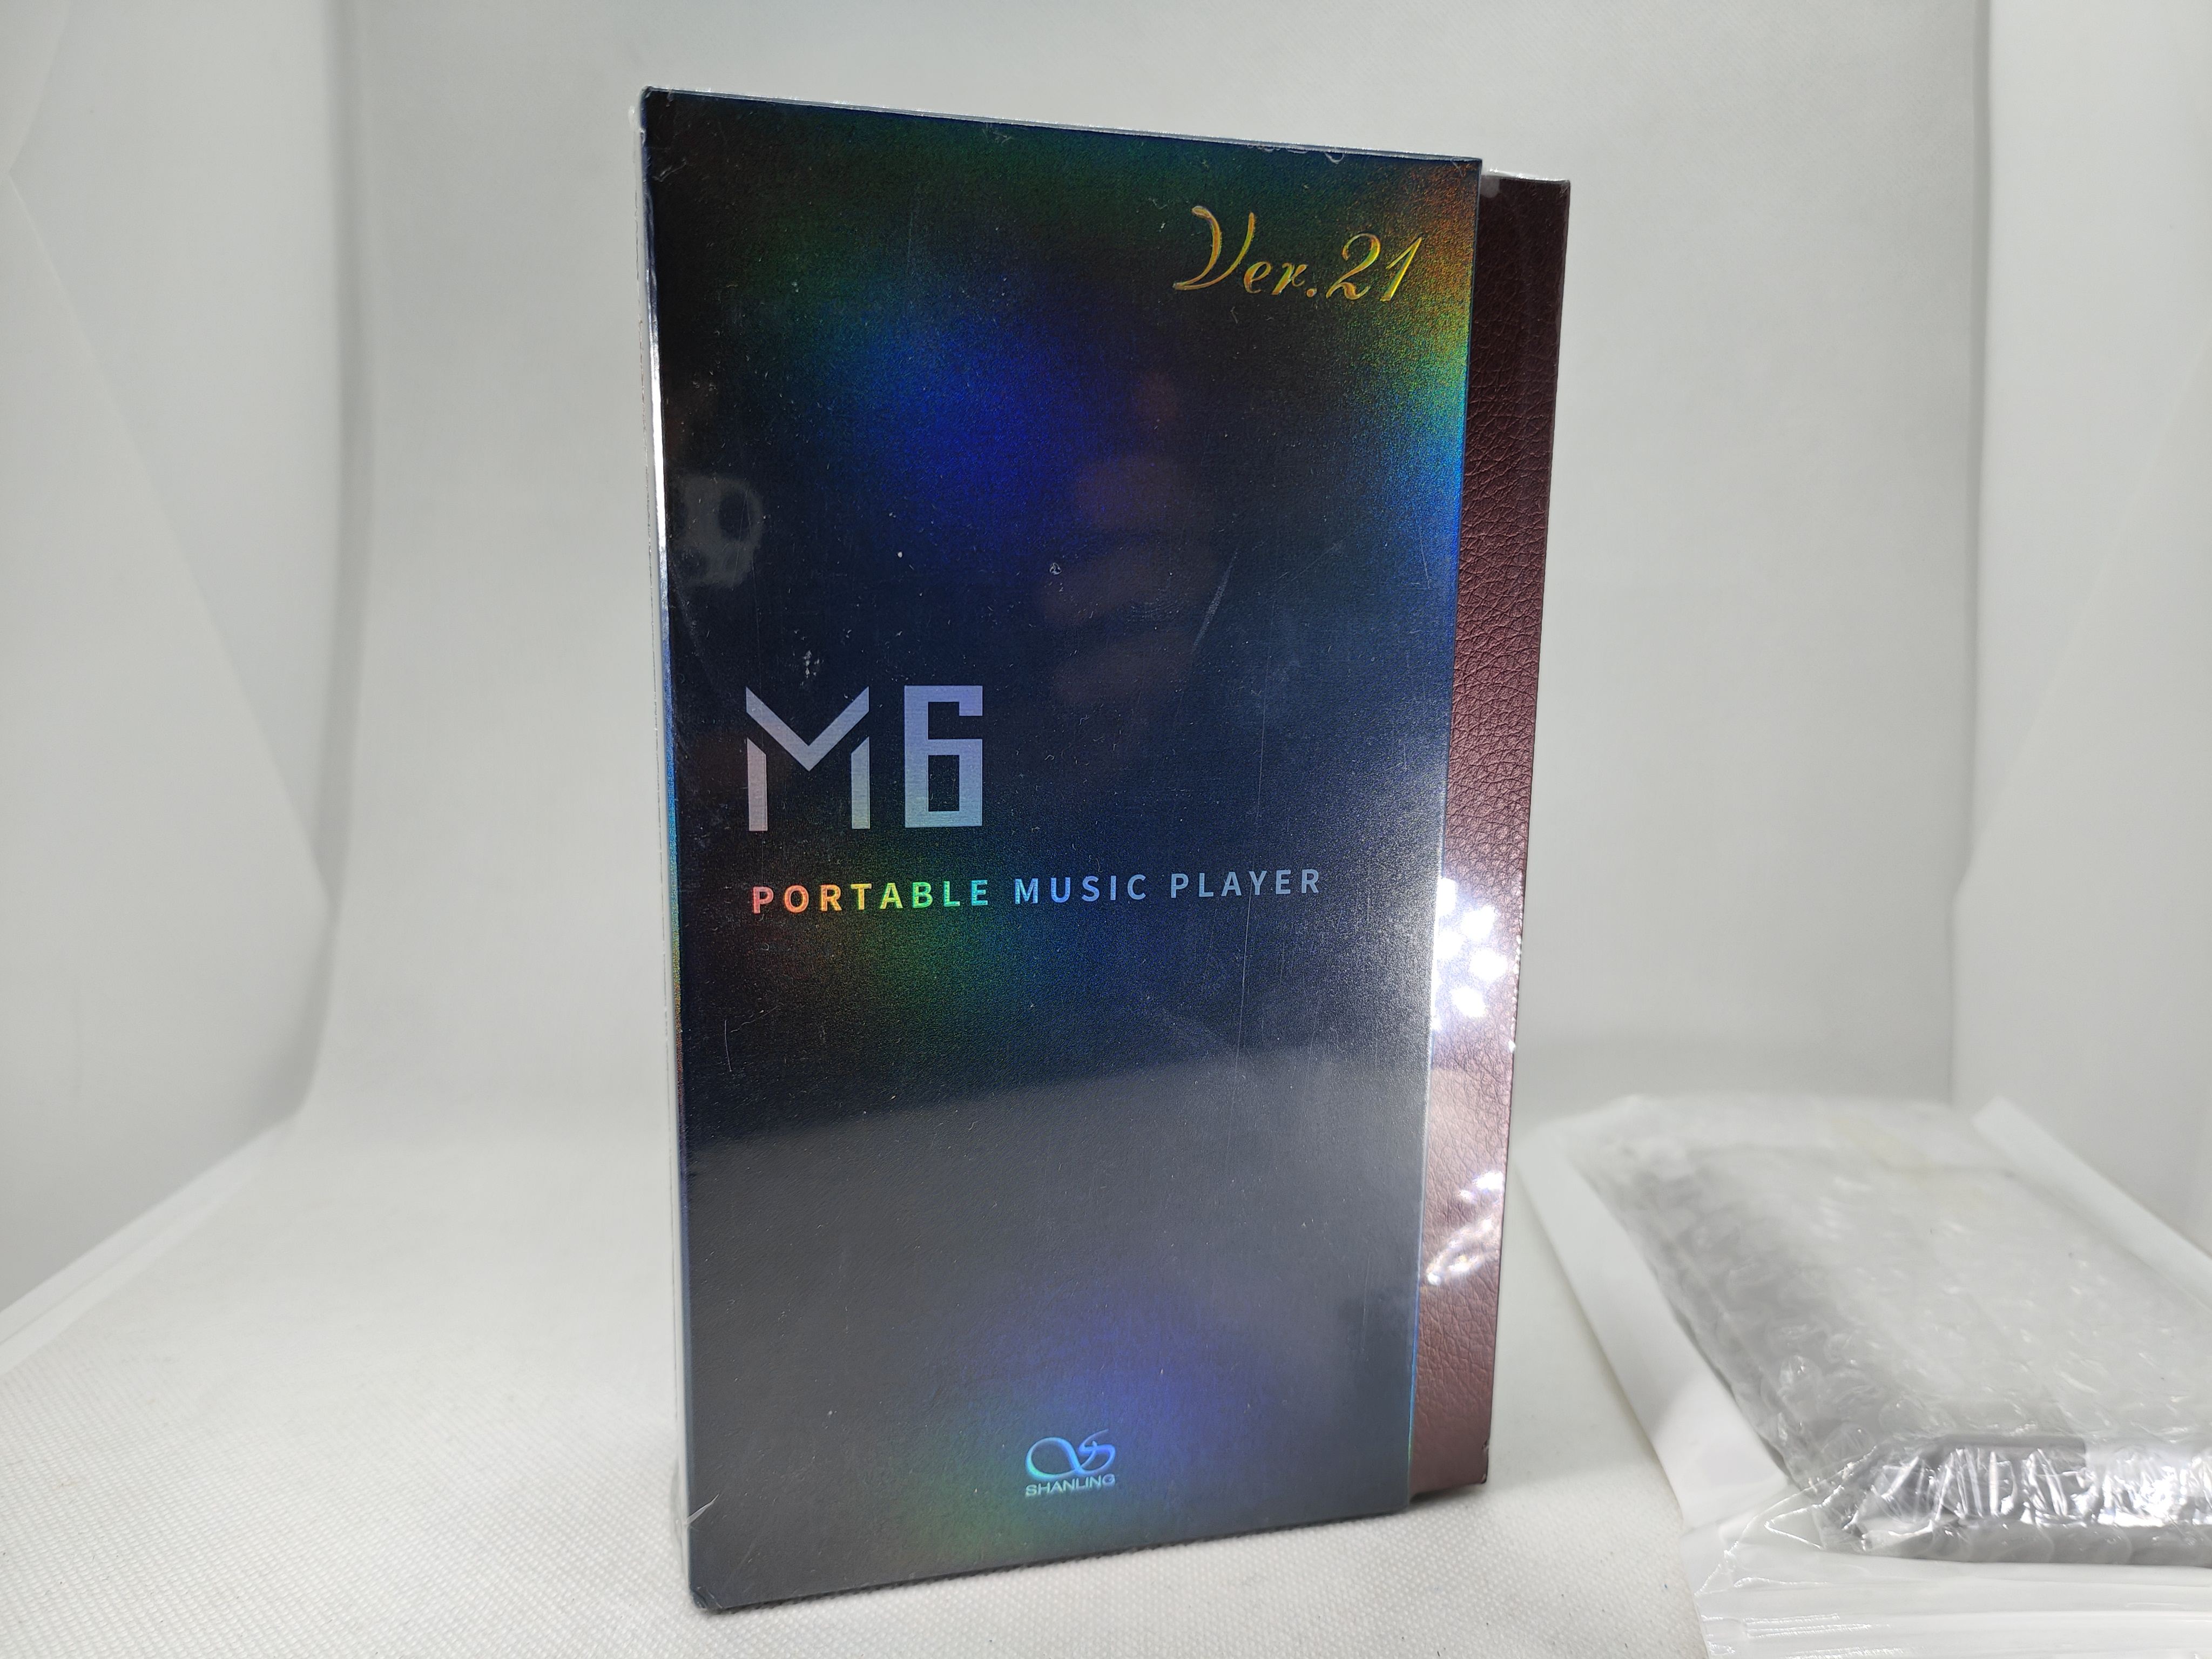 Ver.21
M6
PORTABLE MUSIC PLAYER
SHANLING